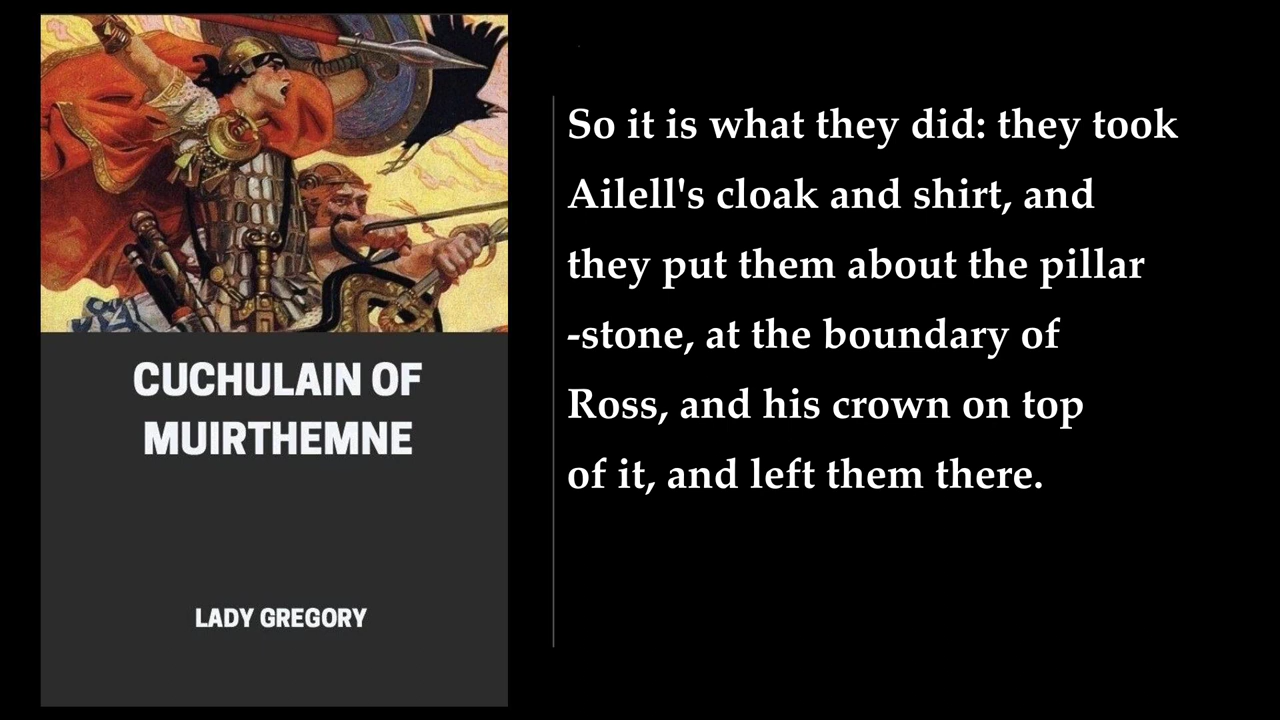 CUCHULAIN OF
MUIRTHEMNE
LADY GREGORY
So it is what they did: they took
Ailell's cloak and shirt, and
they put them about the pillar
-stone, at the boundary of
Ross, and his crown on top
of it, and left them there.